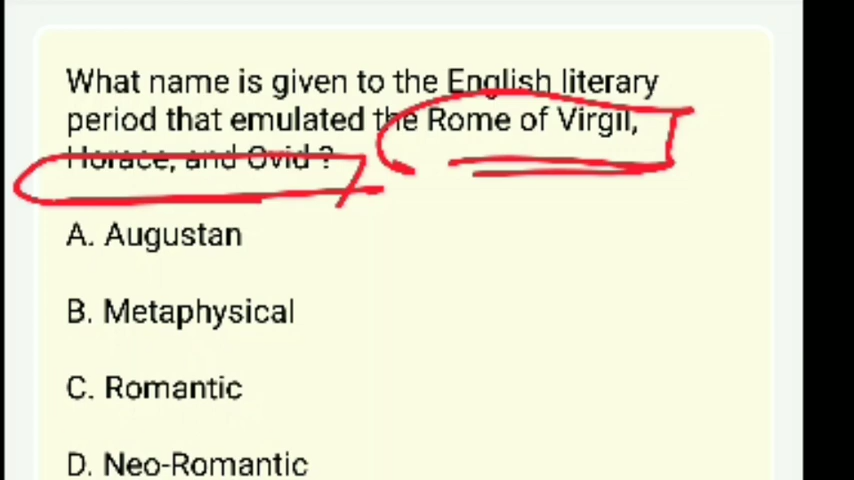 What name is given to the English literary
period that emulated the Rome of Virgil,
Horace, and Ovid ?
A. Augustan
B. Metaphysical
C. Romantic
D. Neo-Romantic